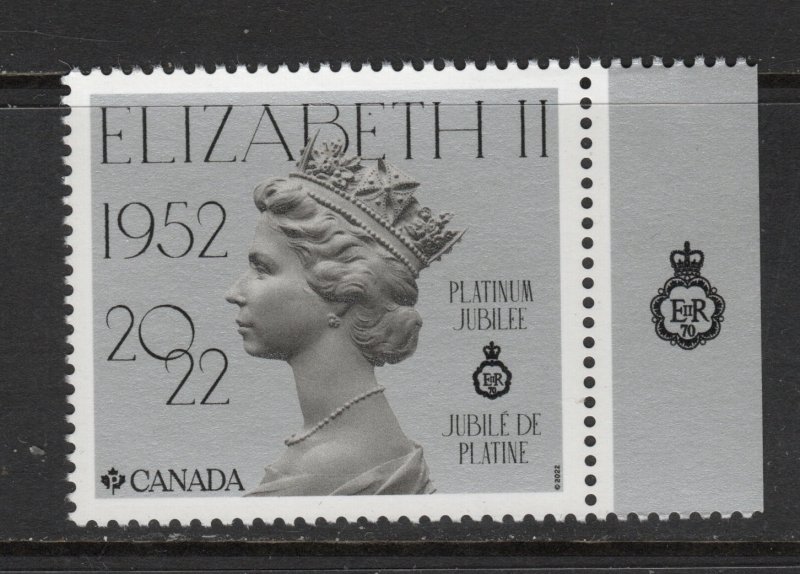 ELIZABETH II
1952
2022
PLATINUM
JUBILEE
EIIR
70
JUBILÉ DE
PLATINE
P CANADA
©2022
EIIR
70